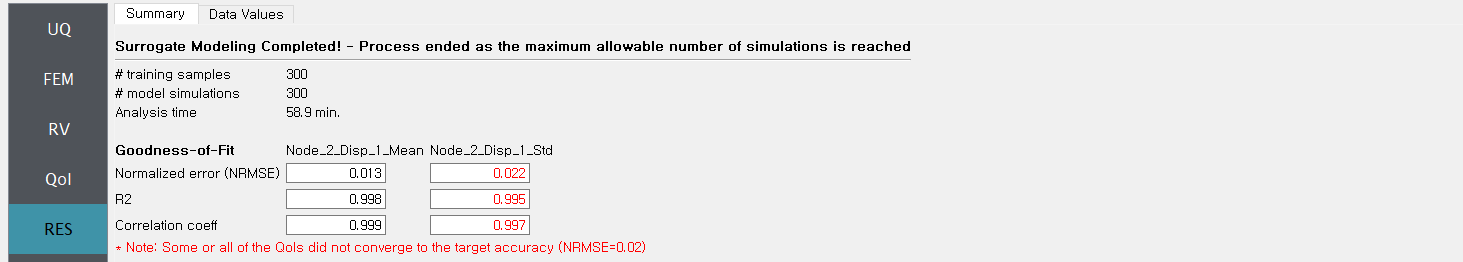 UQ
FEM
RV
QoI
RES
Summary Data Values
Surrogate Modeling Completed! - Process ended as the maximum allowable number of simulations is reached
# training samples 300
# model simulations 300
Analysis time 58.9 min.
Goodness-of-Fit Node_2_Disp_1_Mean Node_2_Disp_1_Std
Normalized error (NRMSE) 0.013 0.022
R2 0.998 0.995
Correlation coeff 0.999 0.997
* Note: Some or all of the QoIs did not converge to the target accuracy (NRMSE=0.02)